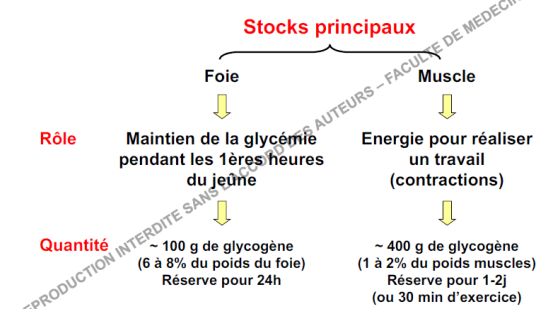 Stocks principaux
Foie
Muscle
Rôle
Maintien de la glycémie
pendant les 1ères heures
du jeûne
Energie pour réaliser
un travail
(contractions)
Quantité
~ 100 g de glycogène
(6 à 8% du poids du foie)
Réserve pour 24h
~ 400 g de glycogène
(1 à 2% du poids muscles)
Réserve pour 1-2j
(ou 30 min d'exercice)
REPRODUCTION INTERDITE SANS D'ACCORD DES AUTEURS – FACULTE DE MEDECIN